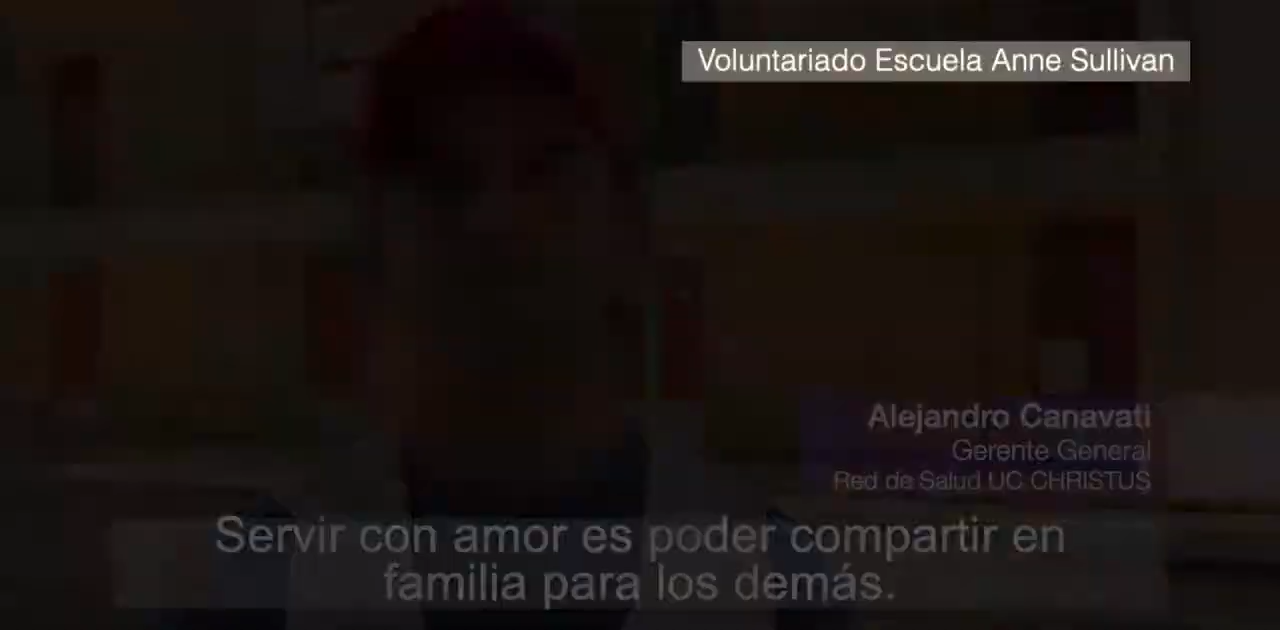 Voluntariado Escuela Anne Sullivan
Alejandro Canavati
Gerente General
Red de Salud UC CHRISTUS
Servir con amor es poder compartir en
familia para los demás.